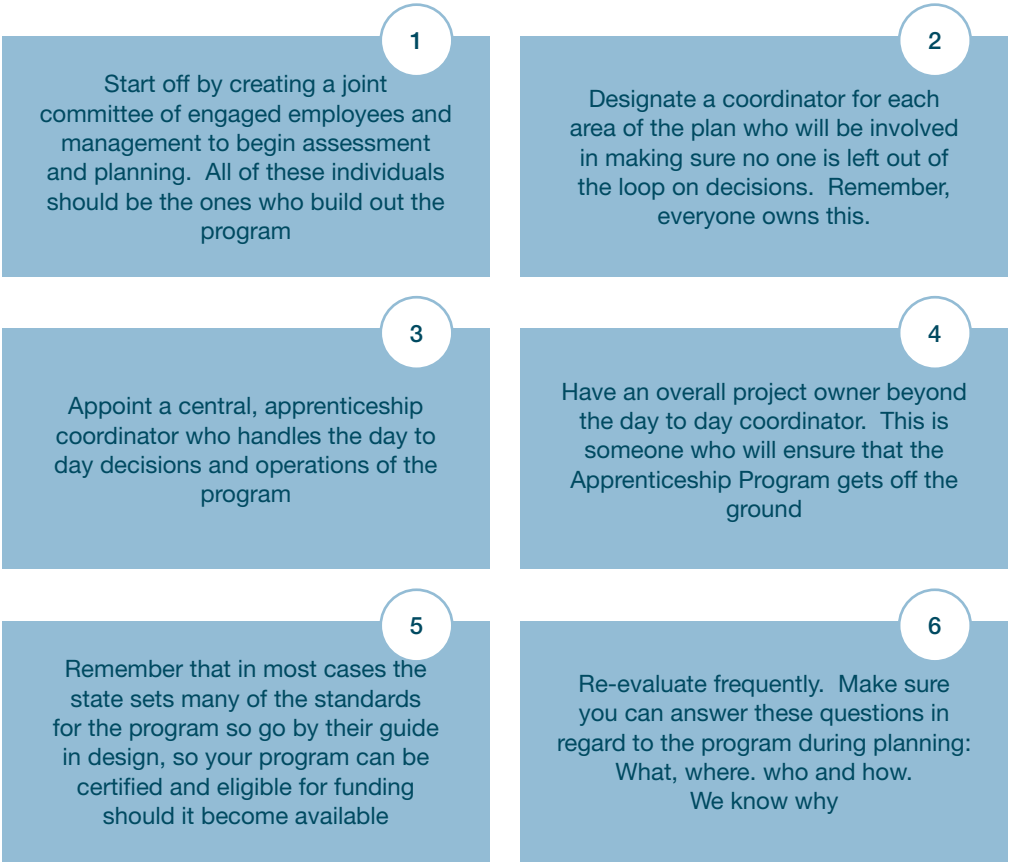 1
Start off by creating a joint
committee of engaged employees and
management to begin assessment
and planning.  All of these individuals
should be the ones who build out the
program
2
Designate a coordinator for each
area of the plan who will be involved
in making sure no one is left out of
the loop on decisions.  Remember,
everyone owns this.
3
Appoint a central, apprenticeship
coordinator who handles the day to
day decisions and operations of the
program
4
Have an overall project owner beyond
the day to day coordinator.  This is
someone who will ensure that the
Apprenticeship Program gets off the
ground
5
Remember that in most cases the
state sets many of the standards
for the program so go by their guide
in design, so your program can be
certified and eligible for funding
should it become available
6
Re-evaluate frequently.  Make sure
you can answer these questions in
regard to the program during planning:
What, where. who and how.
We know why